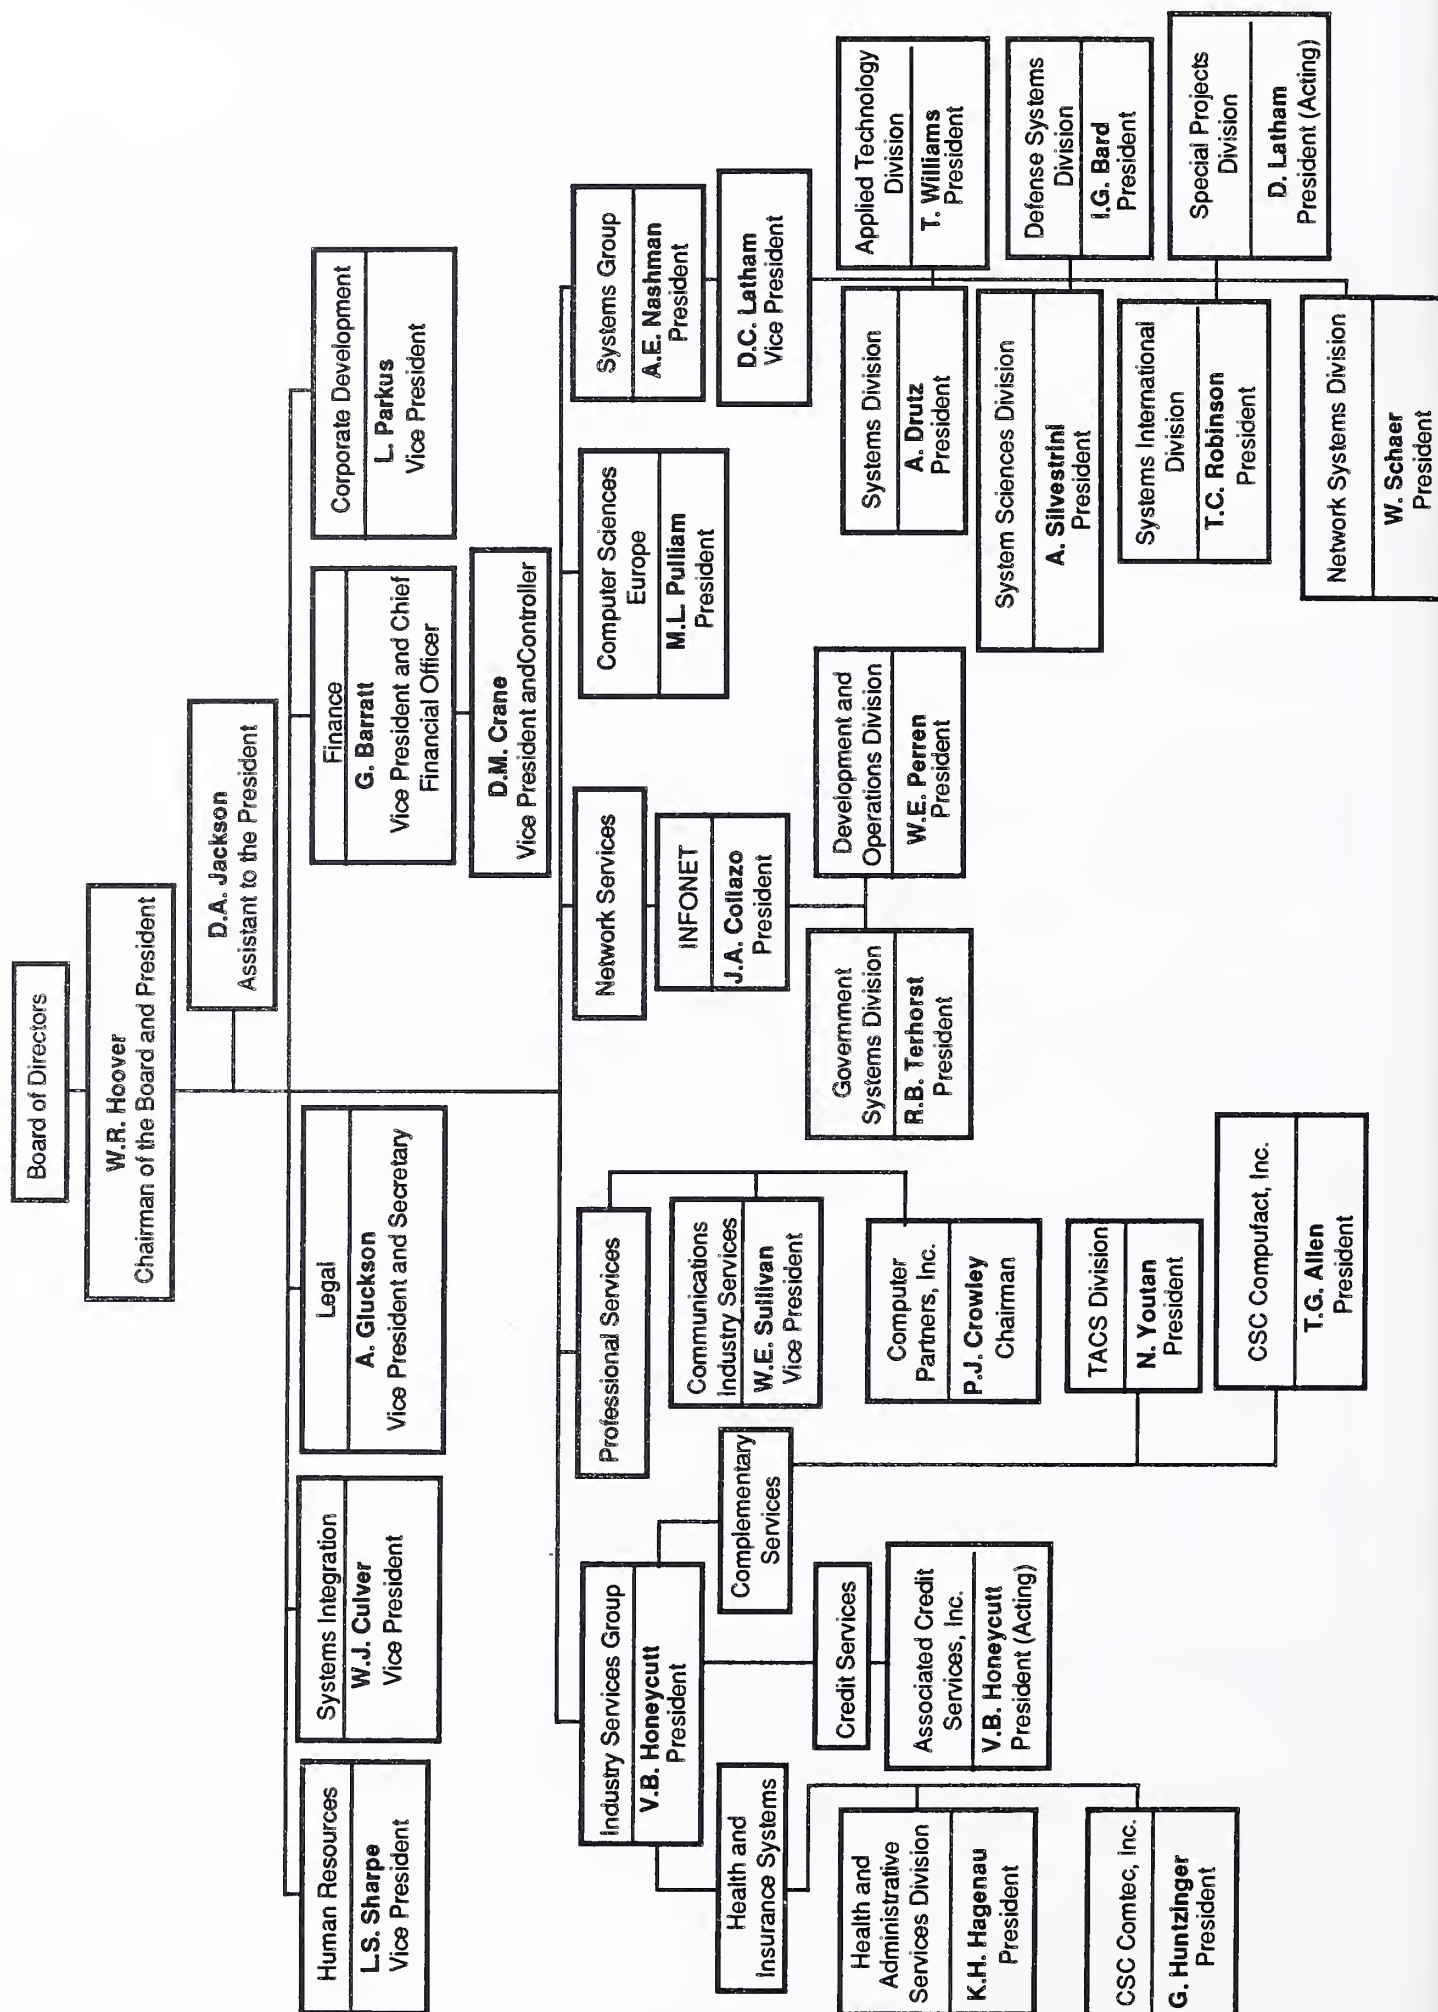 Board of Directors
W.R. Hoover
Chairman of the Board and President
D.A. Jackson
Assistant to the President
Human Resources
L.S. Sharpe
Vice President
Systems Integration
W.J. Culver
Vice President
Legal
A. Gluckson
Vice President and Secretary
Finance
G. Barratt
Vice President and Chief
Financial Officer
Corporate Development
L. Parkus
Vice President
D.M. Crane
Vice President andController
Industry Services Group
V.B. Honeycutt
President
Professional Services
Network Services
Computer Sciences
Europe
M.L. Pulliam
President
Systems Group
A.E. Nashman
President
Health and
Insurance Systems
Credit Services
Complementary
Services
Communications
Industry Services
W.E. Sullivan
Vice President
INFONET
J.A. Collazo
President
D.C. Latham
Vice President
Health and
Administrative
Services Division
K.H. Hagenau
President
CSC Comtec, Inc.
G. Huntzinger
President
Associated Credit
Services, Inc.
V.B. Honeycutt
President (Acting)
Computer
Partners, Inc.
P.J. Crowley
Chairman
TACS Division
N. Youtan
President
CSC Compufact, Inc.
T.G. Allen
President
Government
Systems Division
R.B. Terhorst
President
Development and
Operations Division
W.E. Perren
President
Systems Division
A. Drutz
President
Applied Technology
Division
T. Williams
President
System Sciences Division
A. Silvestrini
President
Defense Systems
Division
I.G. Bard
President
Systems International
Division
T.C. Robinson
President
Special Projects
Division
D. Latham
President (Acting)
Network Systems Division
W. Schaer
President